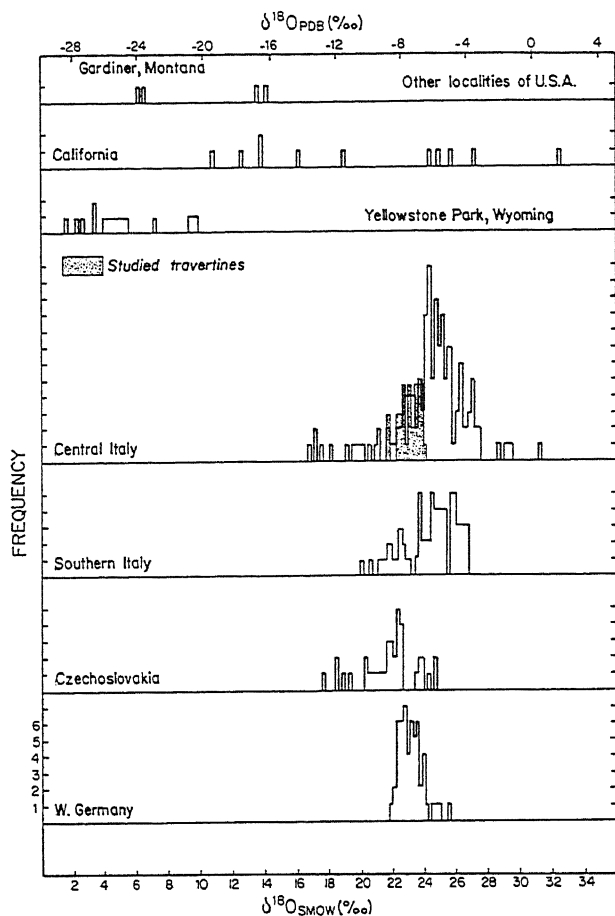 δ18OPDB(‰)
-28 -24 -20 -16 -12 -8 -4 0 4
Gardiner, Montana
Other localities of U.S.A.
California
Yellowstone Park, Wyoming
Studied travertines
Central Italy
FREQUENCY
Southern Italy
Czechoslovakia
6
5
4
3
2
1
W. Germany
2 4 6 8 10 12 14 16 18 20 22 24 26 28 30 32 34
δ18OSMOW(‰)